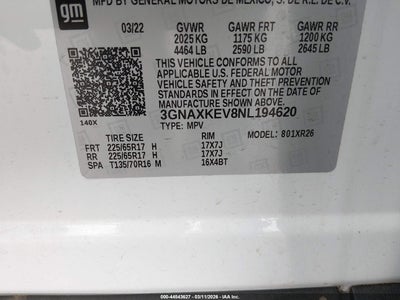 gm
MFD BY GENERAL MOTORS DE MEXICO, S. DE R.L. DE C.V.
03/22 GVWR GAWR FRT GAWR RR
2025 KG 1175 KG 1200 KG
4464 LB 2590 LB 2645 LB
THIS VEHICLE CONFORMS TO ALL
APPLICABLE U.S. FEDERAL MOTOR
VEHICLE SAFETY AND THEFT
PREVENTION STANDARDS IN EFFECT
ON THE DATE OF MANUFACTURE
SHOWN ABOVE.
3GNAXKEV8NL194620
140X TYPE: MPV
TIRE SIZE RIM MODEL: 801XR26
FRT 225/65R17 H 17X7J
RR 225/65R17 H 17X7J
SPA T135/70R16 M 16X4BT
IAA 000-44943627 - 03/11/2026 - IAAI.COM